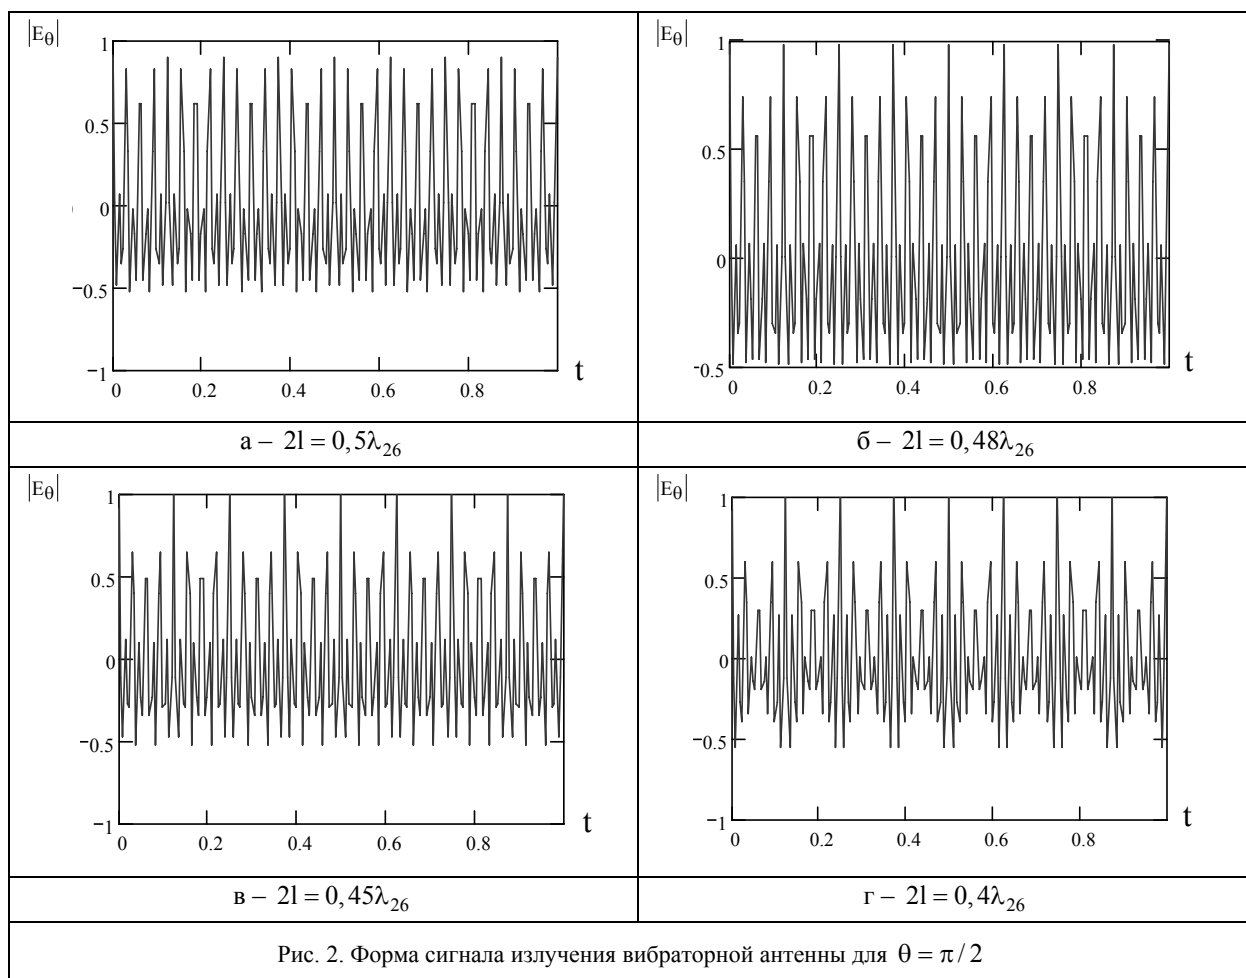 |E_θ|
1
0.5
0
−0.5
−1
0 0.2 0.4 0.6 0.8
t
|E_θ|
1
0.5
0
-0.5
0 0.2 0.4 0.6 0.8
t
а – 2l = 0,5λ₂₆
б – 2l = 0,48λ₂₆
|E_θ|
1
0.5
0
−0.5
−1
0 0.2 0.4 0.6 0.8
t
|E_θ|
1
0.5
0
−0.5
−1
0 0.2 0.4 0.6 0.8
t
в – 2l = 0,45λ₂₆
г – 2l = 0,4λ₂₆
Рис. 2. Форма сигнала излучения вибраторной антенны для θ = π / 2